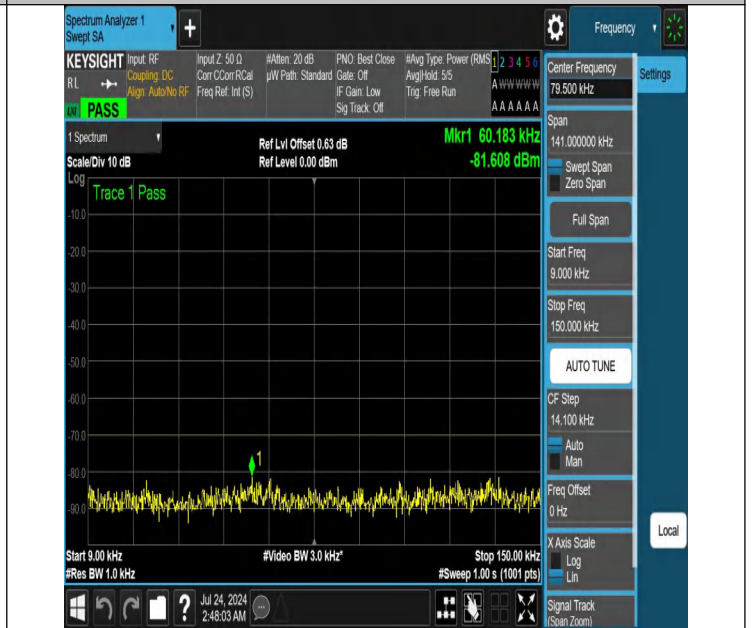 Spectrum Analyzer 1
Swept SA
+
Frequency
KEYSIGHT
RL
PASS
Input: RF
Coupling: DC
Align: Auto/No RF
Input Z: 50 Ω
Corr CCorr RCal
Freq Ref: Int (S)
#Atten: 20 dB
µW Path: Standard
PNO: Best Close
Gate: Off
IF Gain: Low
Sig Track: Off
#Avg Type: Power (RMS
Avg|Hold: 5/5
Trig: Free Run
1 2 3 4 5 6
A W W W W W
A A A A A A
1 Spectrum
Scale/Div 10 dB
Ref Lvl Offset 0.63 dB
Ref Level 0.00 dBm
Mkr1 60.183 kHz
-81.608 dBm
Log
Trace 1 Pass
-10.0
-20.0
-30.0
-40.0
-50.0
-60.0
-70.0
-80.0
-90.0
1
Start 9.00 kHz
#Res BW 1.0 kHz
#Video BW 3.0 kHz*
Stop 150.00 kHz
#Sweep 1.00 s (1001 pts)
?
Jul 24, 2024
2:48:03 AM
Center Frequency
79.500 kHz
Settings
Span
141.000000 kHz
Swept Span
Zero Span
Full Span
Start Freq
9.000 kHz
Stop Freq
150.000 kHz
AUTO TUNE
CF Step
14.100 kHz
Auto
Man
Freq Offset
0 Hz
X Axis Scale
Log
Lin
Local
Signal Track
(Span Zoom)